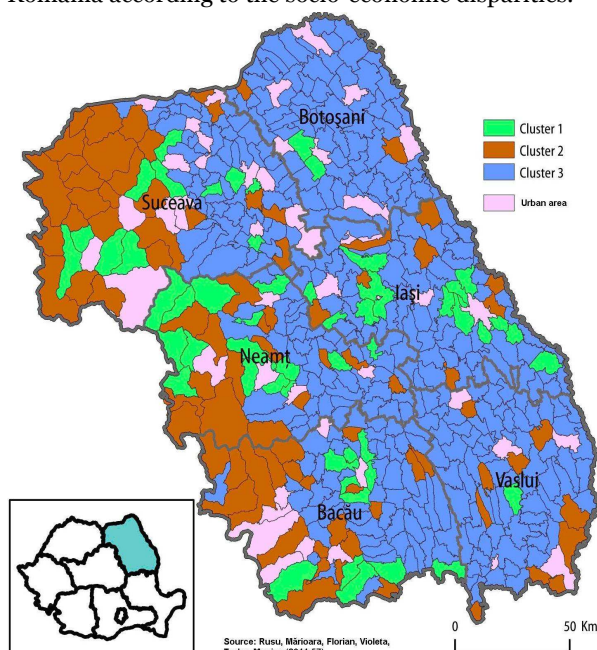 Romania according to the socio-economic disparities.
Botoșani
Cluster 1
Cluster 2
Cluster 3
Urban area
Suceava
Iași
Neamț
Vaslui
Bacău
0 50 Km
Source: Rusu, Mărioara, Florian, Violeta,